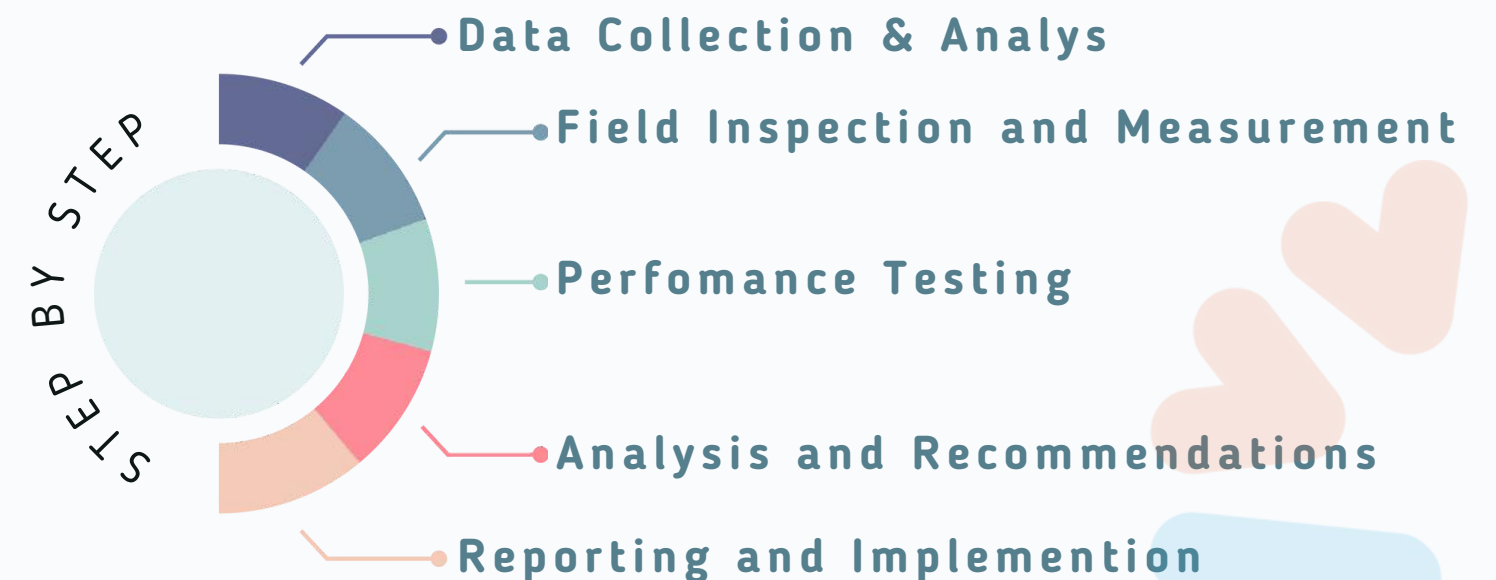 STEP BY STEP
Data Collection & Analys
Field Inspection and Measurement
Perfomance Testing
Analysis and Recommendations
Reporting and Implemention